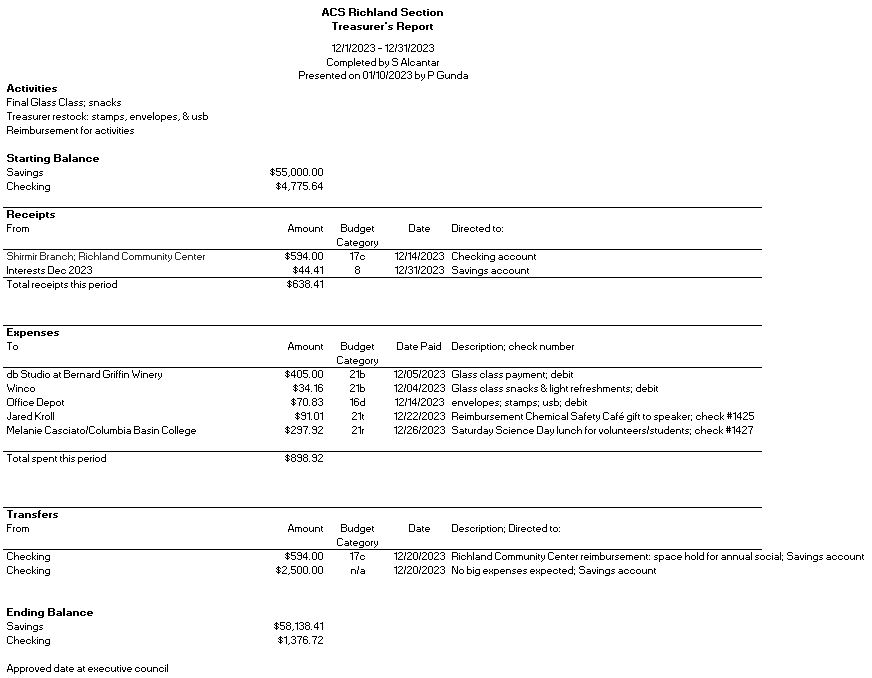 ACS Richland Section
Treasurer's Report
12/1/2023 - 12/31/2023
Completed by S Alcantar
Presented on 01/10/2023 by P Gunda
Activities
Final Glass Class; snacks
Treasurer restock: stamps, envelopes, & usb
Reimbursement for activities
Starting Balance
Savings $55,000.00
Checking $4,775.64
Receipts
From Amount Budget Category Date Directed to:
Shirmir Branch; Richland Community Center $594.00 17c 12/14/2023 Checking account
Interests Dec 2023 $44.41 8 12/31/2023 Savings account
Total receipts this period $638.41
Expenses
To Amount Budget Category Date Paid Description; check number
db Studio at Bernard Griffin Winery $405.00 21b 12/05/2023 Glass class payment; debit
Winco $34.16 21b 12/04/2023 Glass class snacks & light refreshments; debit
Office Depot $70.83 16d 12/14/2023 envelopes; stamps; usb; debit
Jared Kroll $91.01 21t 12/22/2023 Reimbursement Chemical Safety Café gift to speaker; check #1425
Melanie Casciato/Columbia Basin College $297.92 21r 12/26/2023 Saturday Science Day lunch for volunteers/students; check #1427
Total spent this period $898.92
Transfers
From Amount Budget Category Date Description; Directed to:
Checking $594.00 17c 12/20/2023 Richland Community Center reimbursement: space hold for annual social; Savings account
Checking $2,500.00 n/a 12/20/2023 No big expenses expected; Savings account
Ending Balance
Savings $58,138.41
Checking $1,376.72
Approved date at executive council